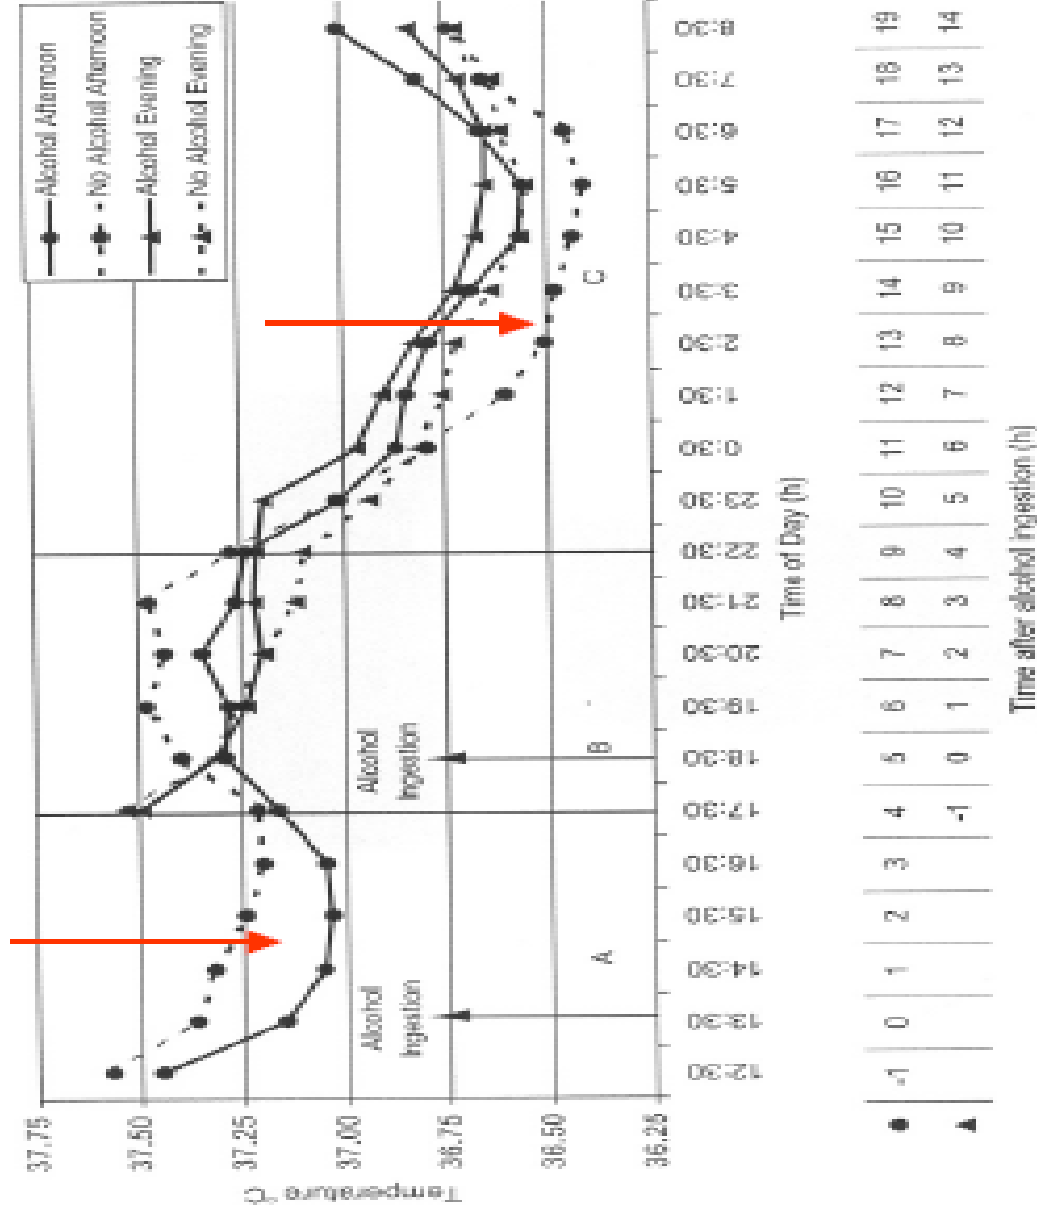 Alcohol Afternoon
No Alcohol Afternoon
Alcohol Evening
No Alcohol Evening
37.75
37.50
37.25
37.00
36.75
36.50
36.25
Temperature °C
Alcohol
Ingestion
Alcohol
Ingestion
A
B
C
12:30 13:30 14:30 15:30 16:30 17:30 18:30 19:30 20:30 21:30 22:30 23:30 0:30 1:30 2:30 3:30 4:30 5:30 6:30 7:30 8:30
Time of Day (h)
-1 0 1 2 3 4 5 6 7 8 9 10 11 12 13 14 15 16 17 18 19
-1 0 1 2 3 4 5 6 7 8 9 10 11 12 13 14
Time after alcohol ingestion (h)